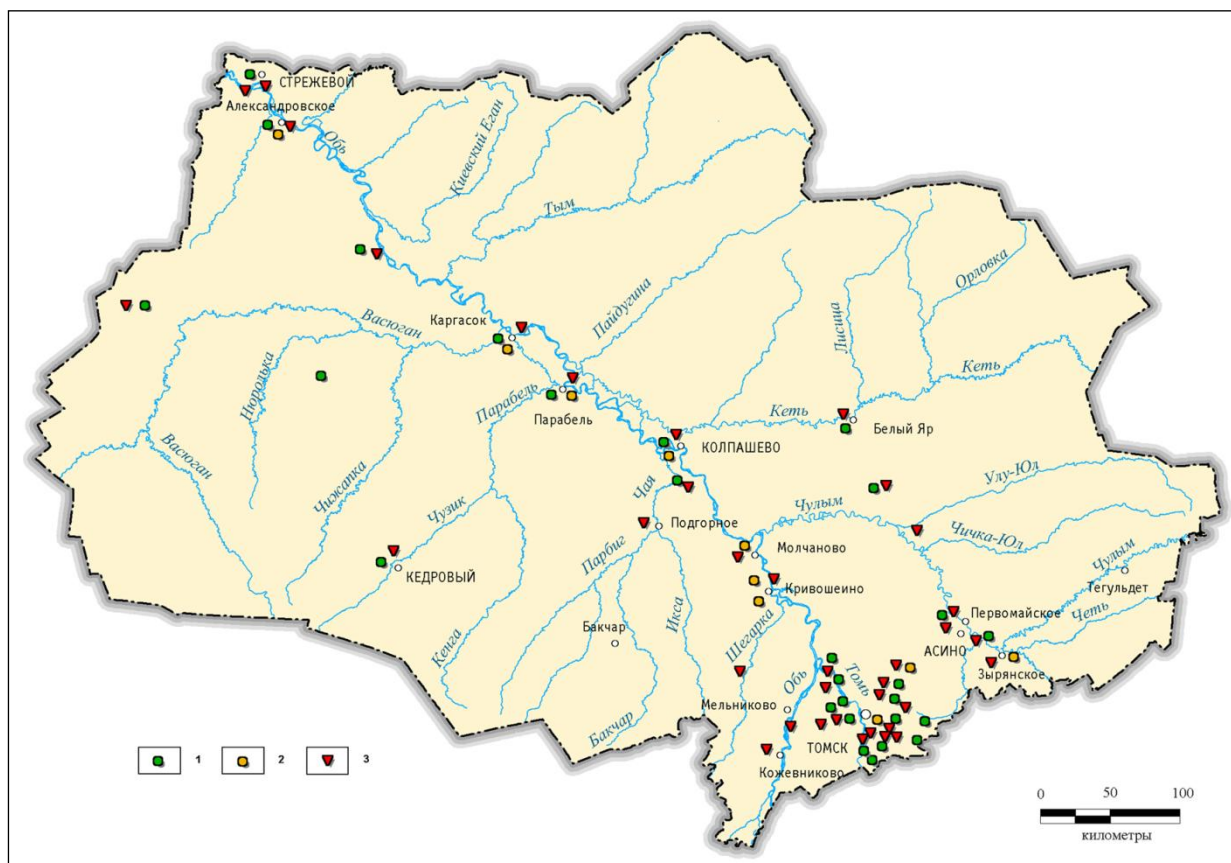 СТРЕЖЕВОЙ
Александровское
Обь
Киевский Еган
Тым
Орловка
Пайдугина
Лисица
Васюган
Каргасок
Нюролька
Кеть
Парабель
Парабель
Кеть
Белый Яр
КОЛПАШЕВО
Васюган
Чижапка
Чузик
Чая
Улу-Юл
Чулым
Подгорное
Чичка-Юл
Парбиг
Молчаново
Чулым
КЕДРОВЫЙ
Тегульдет
Кривошеино
Икса
Первомайское
Четь
Бакчар
Шегарка
Кенга
АСИНО
Зырянское
Обь
Томь
Мельниково
Бакчар
ТОМСК
1 2 3
Кожевниково
0 50 100
километры